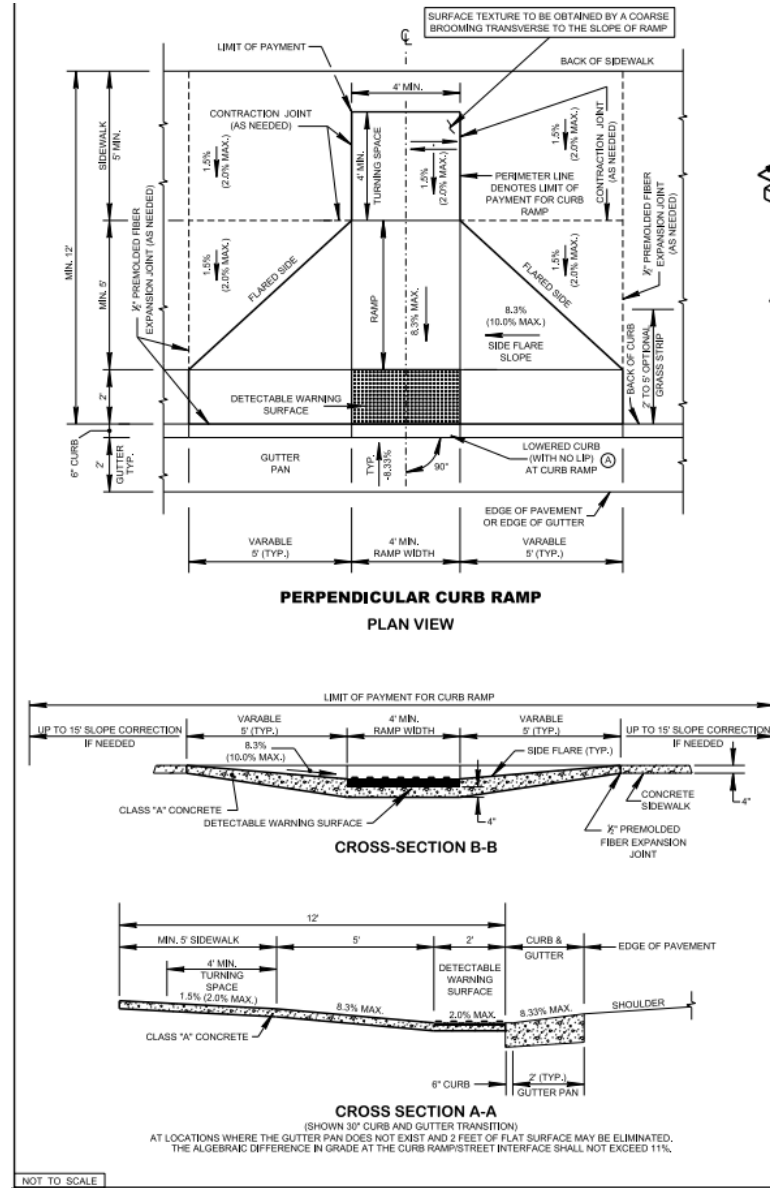 SURFACE TEXTURE TO BE OBTAINED BY A COARSE
BROOMING TRANSVERSE TO THE SLOPE OF RAMP
LIMIT OF PAYMENT
BACK OF SIDEWALK
4' MIN.
CONTRACTION JOINT
(AS NEEDED)
SIDEWALK
5' MIN.
1.5%
(2.0% MAX.)
4' MIN.
TURNING SPACE
1.5%
(2.0% MAX.)
1.5%
(2.0% MAX.)
CONTRACTION JOINT
(AS NEEDED)
PERIMETER LINE
DENOTES LIMIT OF
PAYMENT FOR CURB
RAMP
MIN. 12'
MIN. 5'
½" PREMOLDED FIBER
EXPANSION JOINT (AS NEEDED)
1.5%
(2.0% MAX.)
FLARED SIDE
RAMP
8.3% MAX.
FLARED SIDE
1.5%
(2.0% MAX.)
½" PREMOLDED FIBER
EXPANSION JOINT
(AS NEEDED)
8.3%
(10.0% MAX.)
SIDE FLARE
SLOPE
BACK OF CURB
2' TO 5' OPTIONAL
GRASS STRIP
2'
DETECTABLE WARNING
SURFACE
6" CURB
2'
GUTTER
TYP.
GUTTER
PAN
TYP.
-8.33%
90°
LOWERED CURB
(WITH NO LIP) A
AT CURB RAMP
EDGE OF PAVEMENT
OR EDGE OF GUTTER
VARABLE
5' (TYP.)
4' MIN.
RAMP WIDTH
VARABLE
5' (TYP.)
PERPENDICULAR CURB RAMP
PLAN VIEW
LIMIT OF PAYMENT FOR CURB RAMP
UP TO 15' SLOPE CORRECTION
IF NEEDED
VARABLE
5' (TYP.)
4' MIN.
RAMP WIDTH
VARABLE
5' (TYP.)
UP TO 15' SLOPE CORRECTION
IF NEEDED
8.3%
(10.0% MAX.)
SIDE FLARE (TYP.)
CLASS "A" CONCRETE
DETECTABLE WARNING SURFACE
4"
CONCRETE
SIDEWALK
4"
½" PREMOLDED
FIBER EXPANSION
JOINT
CROSS-SECTION B-B
12'
MIN. 5' SIDEWALK
5'
2'
CURB &
GUTTER
EDGE OF PAVEMENT
4' MIN.
TURNING
SPACE
DETECTABLE
WARNING
SURFACE
1.5% (2.0% MAX.)
8.3% MAX.
2.0% MAX.
8.33% MAX.
SHOULDER
CLASS "A" CONCRETE
6" CURB
2' (TYP.)
GUTTER PAN
CROSS SECTION A-A
(SHOWN 30" CURB AND GUTTER TRANSITION)
AT LOCATIONS WHERE THE GUTTER PAN DOES NOT EXIST AND 2 FEET OF FLAT SURFACE MAY BE ELIMINATED.
THE ALGEBRAIC DIFFERENCE IN GRADE AT THE CURB RAMP/STREET INTERFACE SHALL NOT EXCEED 11%.
NOT TO SCALE